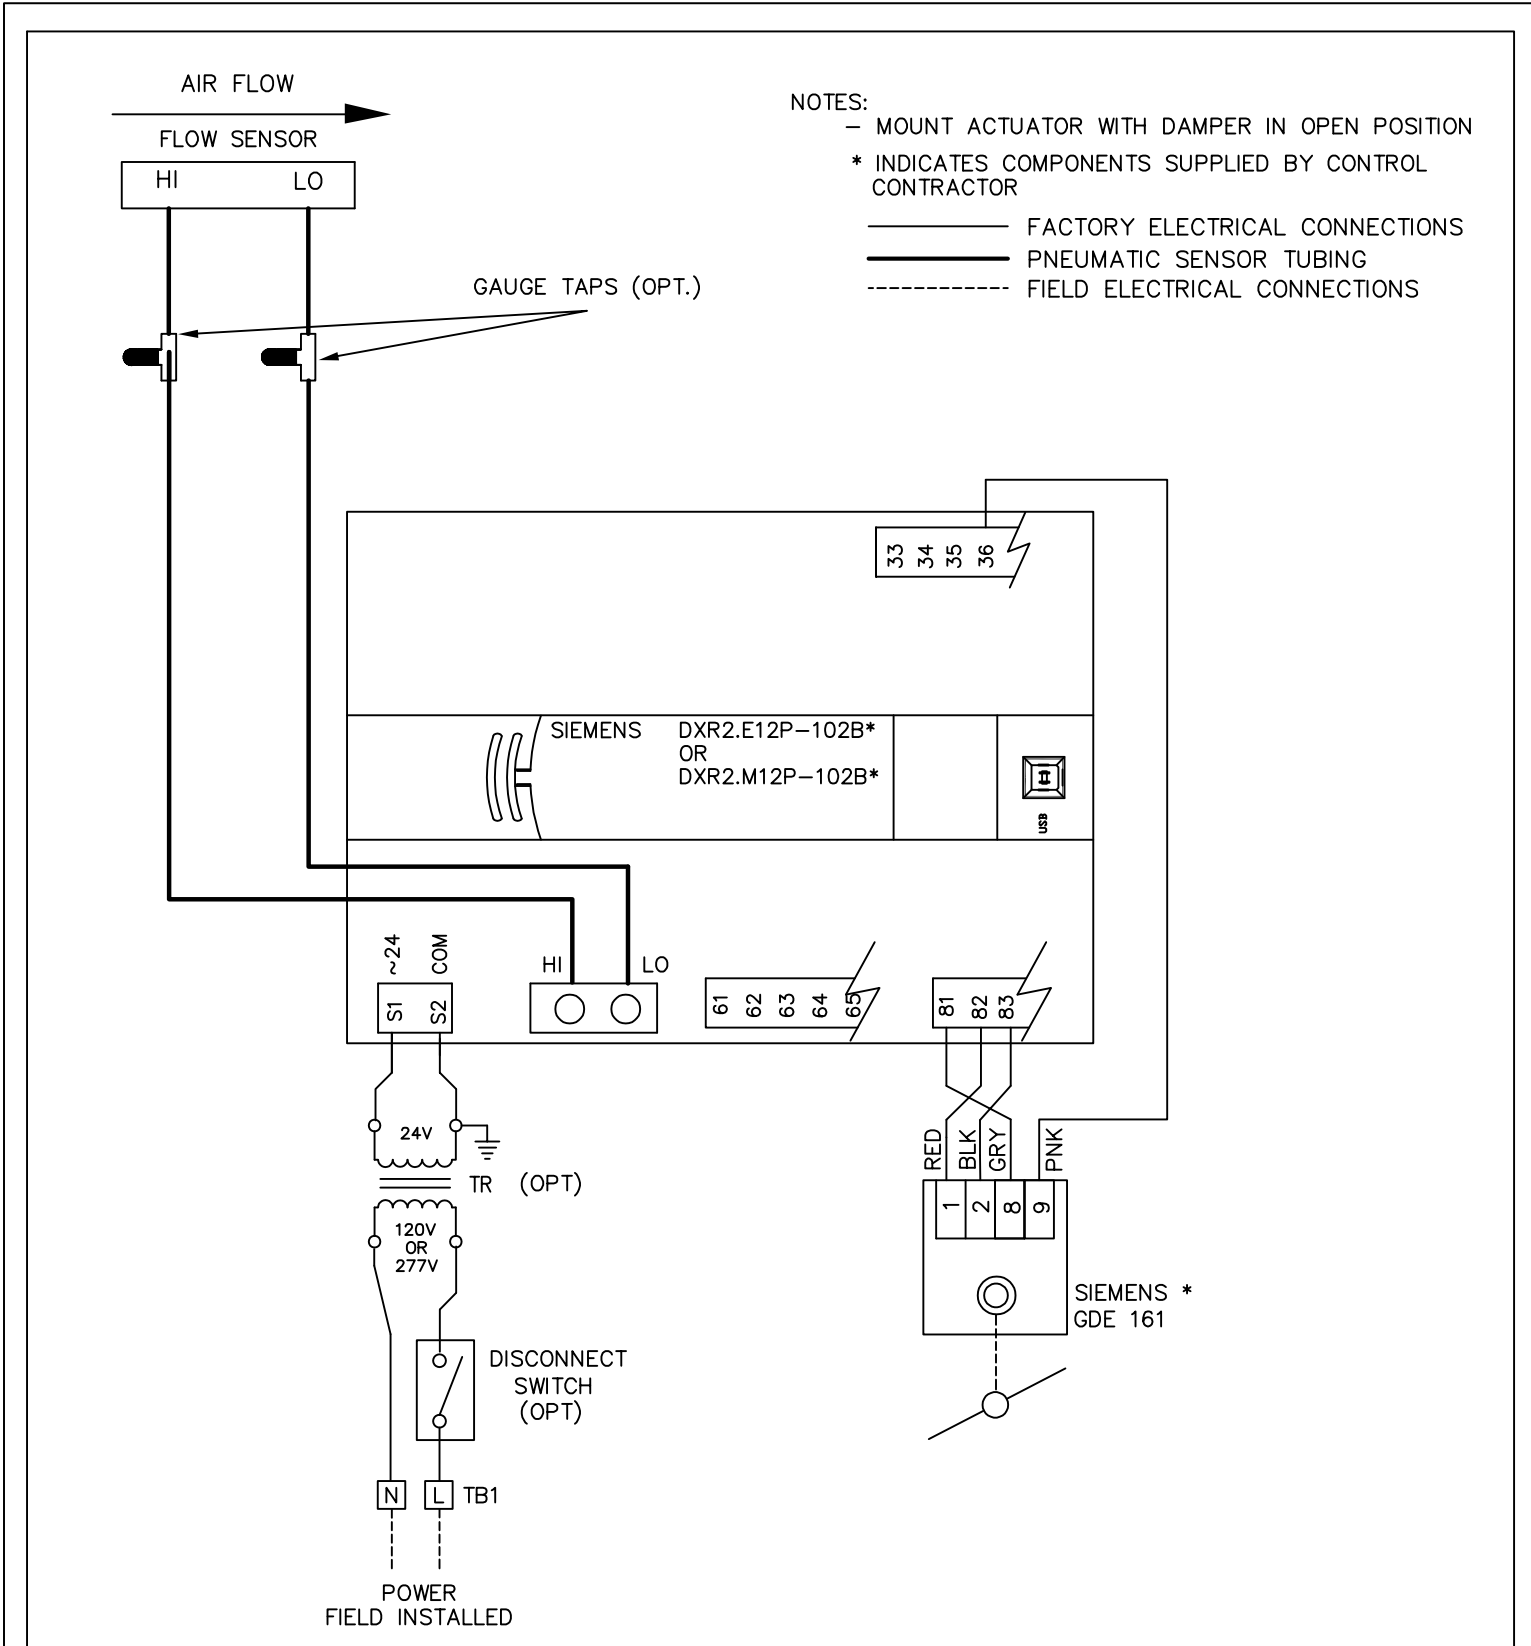 AIR FLOW
FLOW SENSOR
HI LO
NOTES:
– MOUNT ACTUATOR WITH DAMPER IN OPEN POSITION
* INDICATES COMPONENTS SUPPLIED BY CONTROL
CONTRACTOR
FACTORY ELECTRICAL CONNECTIONS
PNEUMATIC SENSOR TUBING
FIELD ELECTRICAL CONNECTIONS
GAUGE TAPS (OPT.)
33 34 35 36
SIEMENS DXR2.E12P–102B*
OR
DXR2.M12P–102B*
USB
~24 COM
S1 S2
HI LO
61 62 63 64 65
81 82 83
24V
TR (OPT)
120V
OR
277V
RED BLK GRY PNK
1 2 8 9
SIEMENS *
GDE 161
DISCONNECT
SWITCH
(OPT)
N L TB1
POWER
FIELD INSTALLED